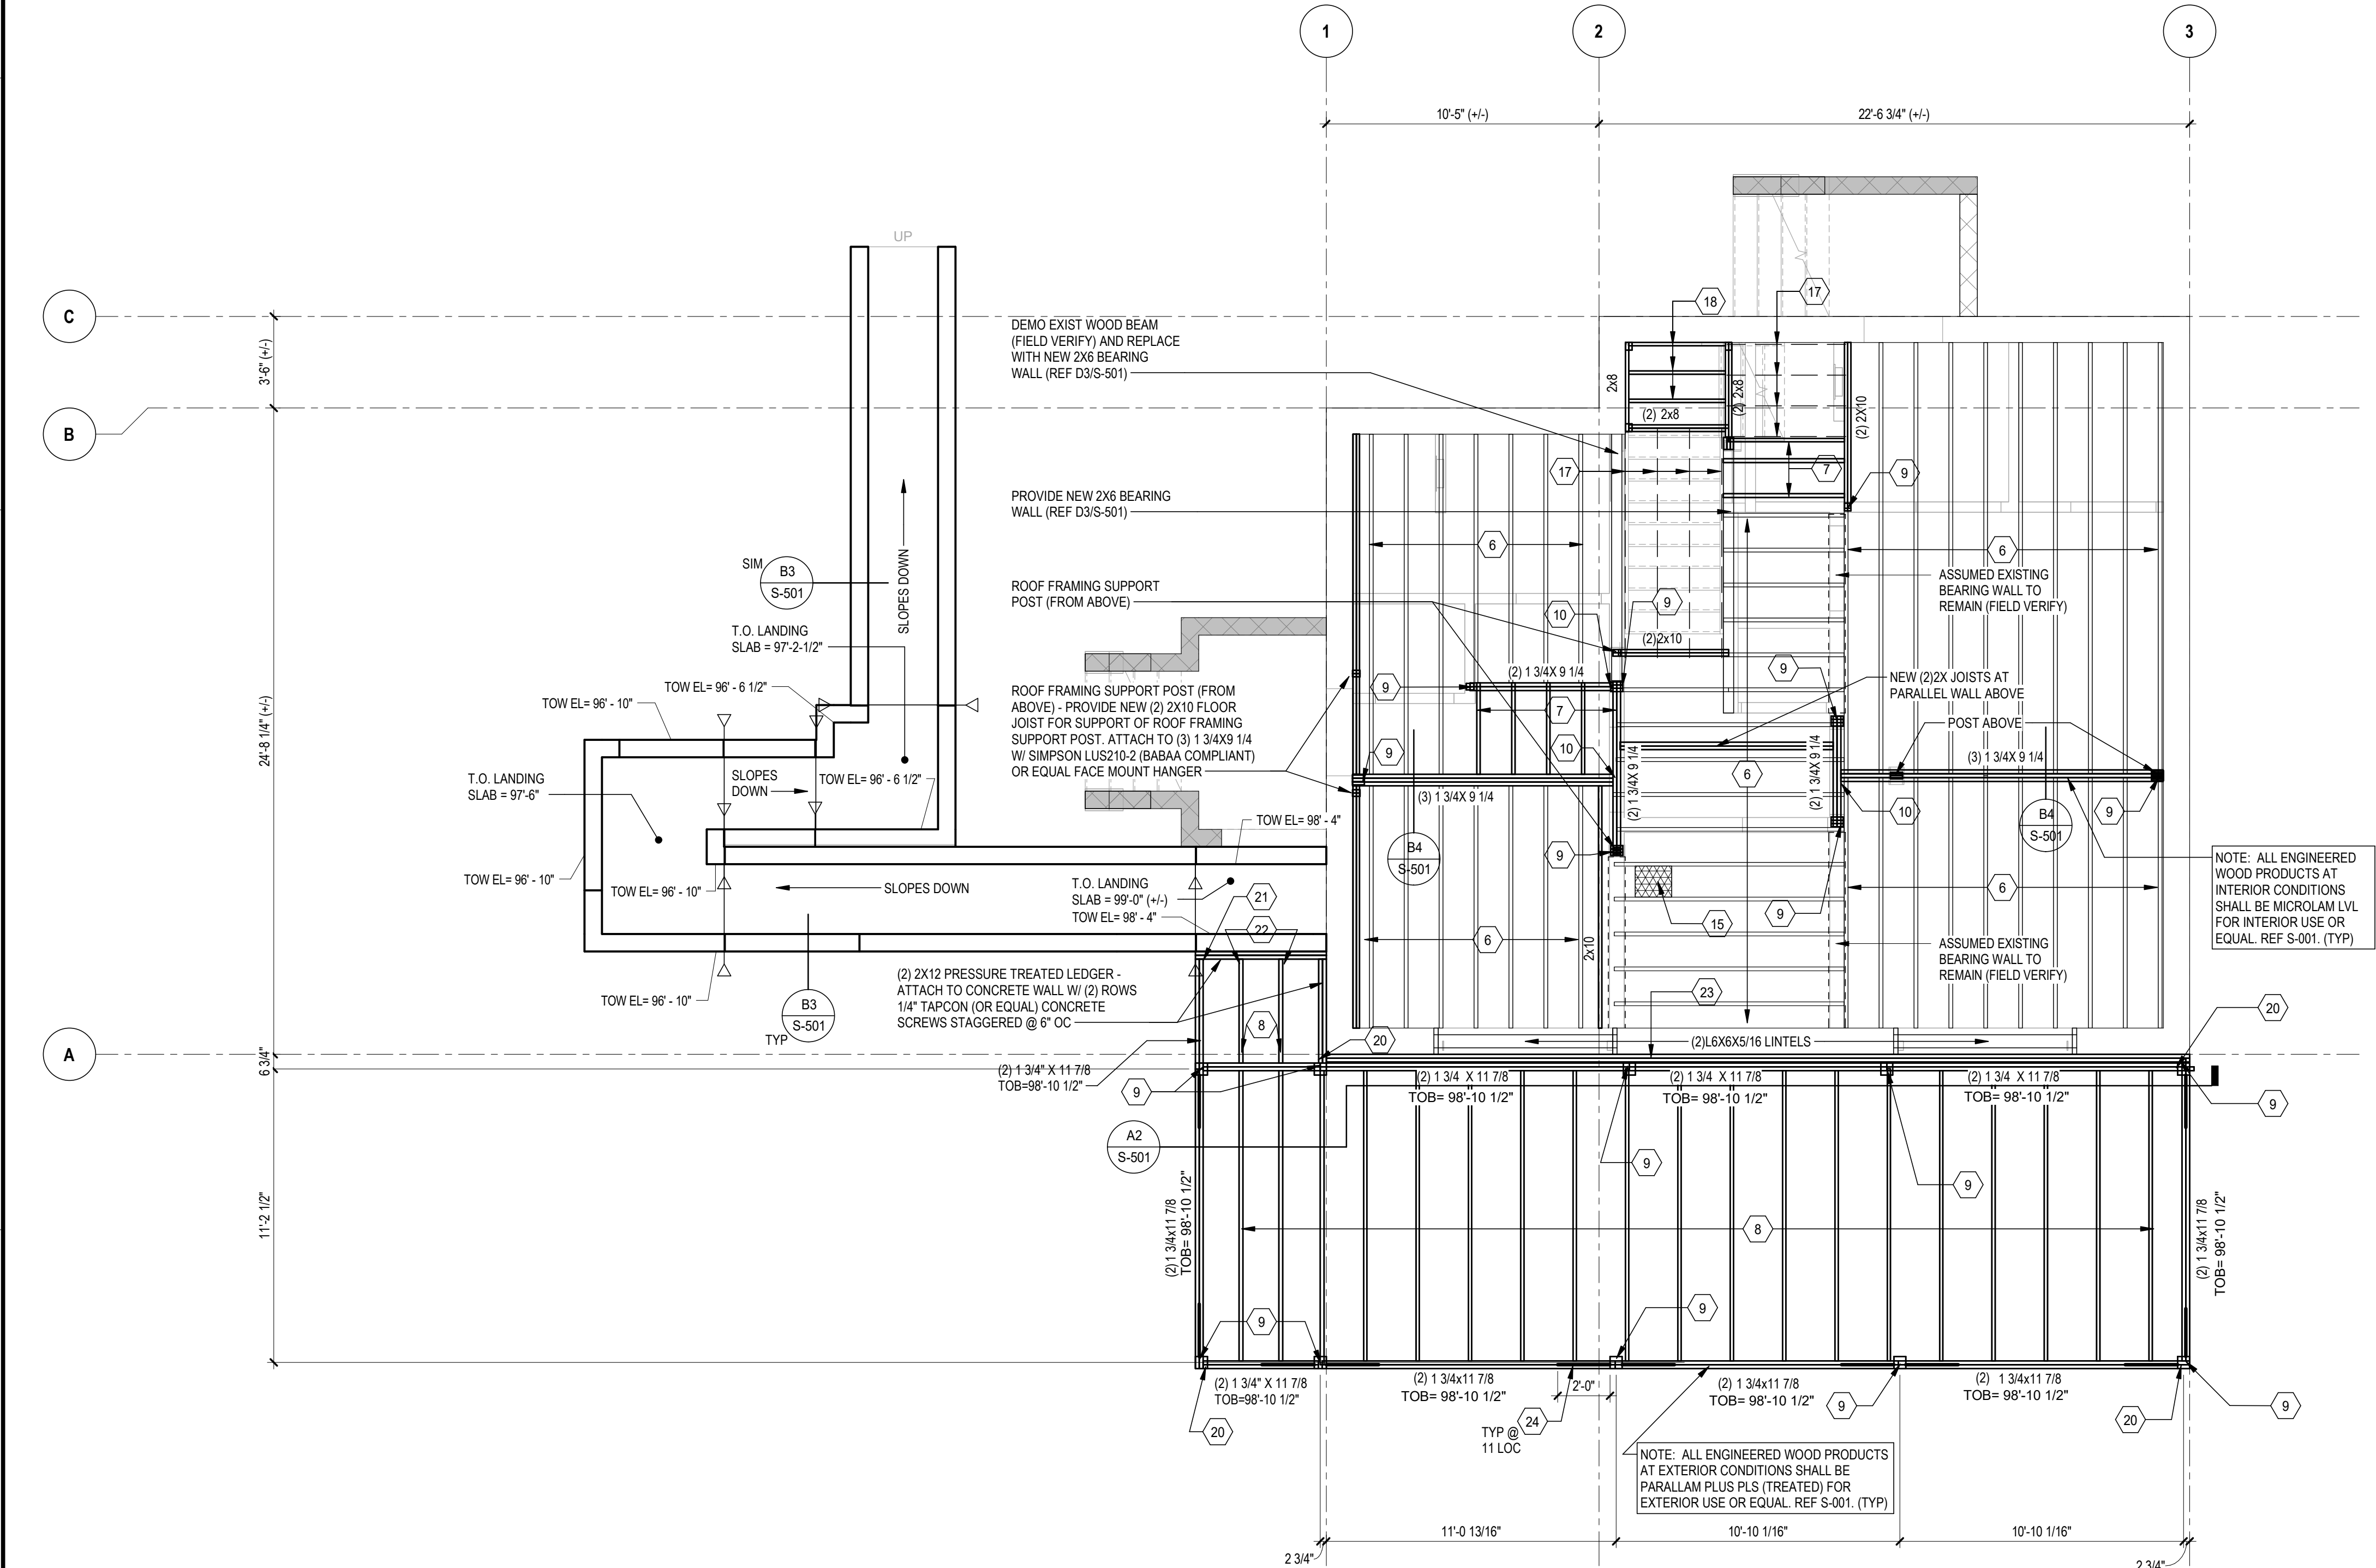 1
2
3
10'-5" (+/-)
22'-6 3/4" (+/-)
UP
C
B
A
3'-6" (+/-)
24'-8 1/4" (+/-)
6 3/4"
11'-2 1/2"
DEMO EXIST WOOD BEAM
(FIELD VERIFY) AND REPLACE
WITH NEW 2X6 BEARING
WALL (REF D3/S-501)
PROVIDE NEW 2X6 BEARING
WALL (REF D3/S-501)
ROOF FRAMING SUPPORT
POST (FROM ABOVE)
ROOF FRAMING SUPPORT POST (FROM
ABOVE) - PROVIDE NEW (2) 2X10 FLOOR
JOIST FOR SUPPORT OF ROOF FRAMING
SUPPORT POST. ATTACH TO (3) 1 3/4X9 1/4
W/ SIMPSON LUS210-2 (BABAA COMPLIANT)
OR EQUAL FACE MOUNT HANGER
SIM
B3
S-501
SLOPES DOWN
T.O. LANDING
SLAB = 97'-2-1/2"
TOW EL= 96' - 6 1/2"
TOW EL= 96' - 10"
T.O. LANDING
SLAB = 97'-6"
SLOPES
DOWN
TOW EL= 96' - 6 1/2"
TOW EL= 98' - 4"
TOW EL= 96' - 10"
TOW EL= 96' - 10"
SLOPES DOWN
T.O. LANDING
SLAB = 99'-0" (+/-)
TOW EL= 98' - 4"
TOW EL= 96' - 10"
B3
S-501
TYP
(2) 2X12 PRESSURE TREATED LEDGER -
ATTACH TO CONCRETE WALL W/ (2) ROWS
1/4" TAPCON (OR EQUAL) CONCRETE
SCREWS STAGGERED @ 6" OC
21
22
8
20
(2) 1 3/4" X 11 7/8
TOB=98'-10 1/2"
9
18
17
2x8
(2) 2x8
(2) 2x8
(2) 2X10
17
7
9
6
6
ASSUMED EXISTING
BEARING WALL TO
REMAIN (FIELD VERIFY)
9
10
(2)2x10
9
(2) 1 3/4X 9 1/4
9
NEW (2)2X JOISTS AT
PARALLEL WALL ABOVE
7
POST ABOVE
10
9
(3) 1 3/4X 9 1/4
(2) 1 3/4X 9 1/4
(2) 1 3/4X 9 1/4
6
(3) 1 3/4X 9 1/4
10
9
B4
S-501
B4
S-501
9
NOTE: ALL ENGINEERED
WOOD PRODUCTS AT
INTERIOR CONDITIONS
SHALL BE MICROLAM LVL
FOR INTERIOR USE OR
EQUAL. REF S-001. (TYP)
6
9
15
6
2x10
ASSUMED EXISTING
BEARING WALL TO
REMAIN (FIELD VERIFY)
23
20
(2)L6X6X5/16 LINTELS
(2) 1 3/4 X 11 7/8
TOB= 98'-10 1/2"
(2) 1 3/4 X 11 7/8
TOB= 98'-10 1/2"
(2) 1 3/4 X 11 7/8
TOB= 98'-10 1/2"
9
A2
S-501
9
9
(2) 1 3/4x11 7/8
TOB= 98'-10 1/2"
8
(2) 1 3/4x11 7/8
TOB= 98'-10 1/2"
9
9
(2) 1 3/4" X 11 7/8
TOB=98'-10 1/2"
(2) 1 3/4x11 7/8
TOB= 98'-10 1/2"
2'-0"
(2) 1 3/4x11 7/8
TOB= 98'-10 1/2"
(2) 1 3/4x11 7/8
TOB= 98'-10 1/2"
9
9
20
24
20
TYP @
11 LOC
NOTE: ALL ENGINEERED WOOD PRODUCTS
AT EXTERIOR CONDITIONS SHALL BE
PARALLAM PLUS PLS (TREATED) FOR
EXTERIOR USE OR EQUAL. REF S-001. (TYP)
11'-0 13/16"
10'-10 1/16"
10'-10 1/16"
2 3/4"
2 3/4"